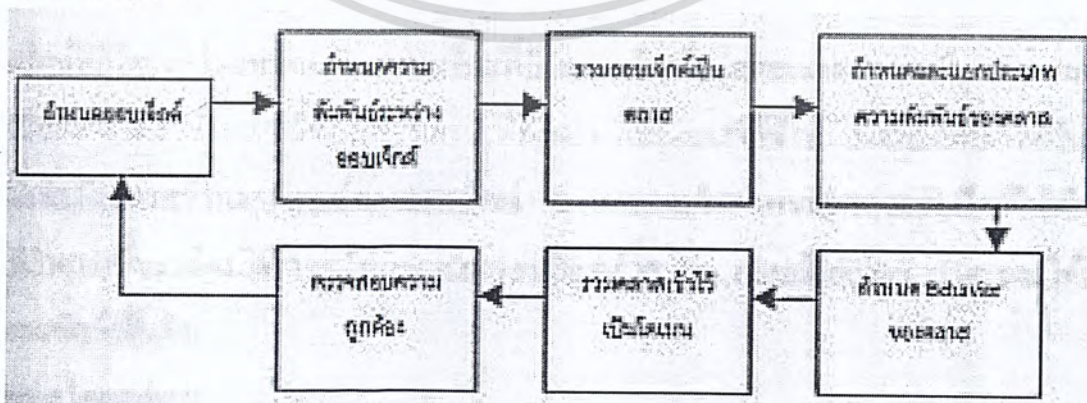 กำหนดออบเจ็กต์
กำหนดความ
สัมพันธ์ระหว่าง
ออบเจ็กต์
รวมออบเจ็กต์เป็น
คลาส
กำหนดและแยกประเภท
ความสัมพันธ์ของคลาส
กำหนด Behavior
ของคลาส
รวมคลาสเข้าไว้
เป็นโดเมน
ตรวจสอบความ
ถูกต้อง